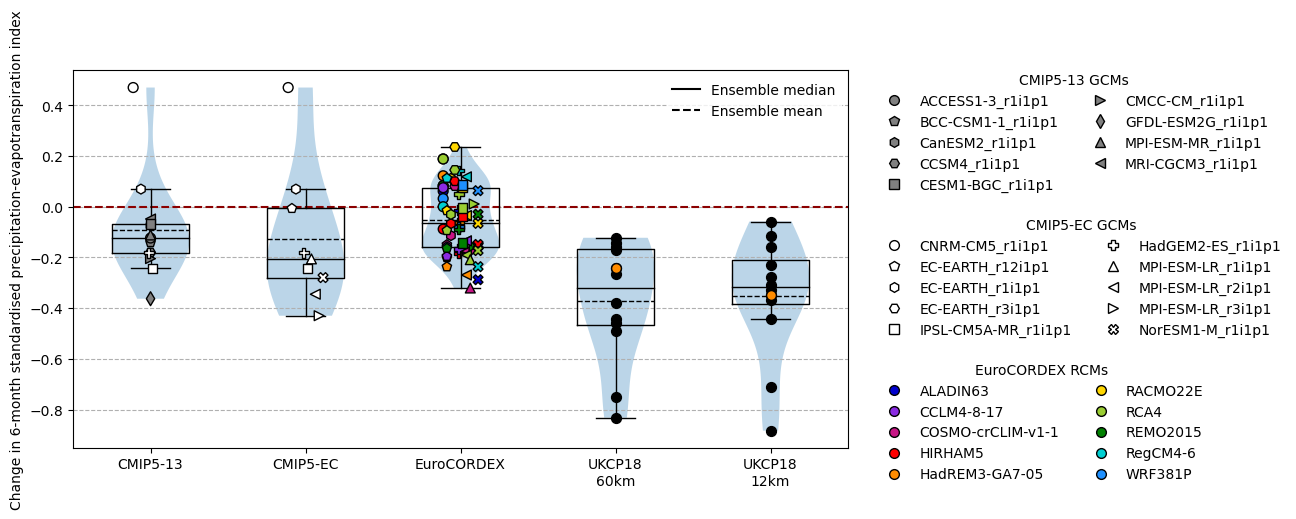 Change in 6-month standardised precipitation-evapotranspiration index
0.4
0.2
0.0
−0.2
−0.4
−0.6
−0.8
Ensemble median
Ensemble mean
CMIP5-13
CMIP5-EC
EuroCORDEX
UKCP18
60km
UKCP18
12km
CMIP5-13 GCMs
ACCESS1-3_r1i1p1
BCC-CSM1-1_r1i1p1
CanESM2_r1i1p1
CCSM4_r1i1p1
CESM1-BGC_r1i1p1
CMCC-CM_r1i1p1
GFDL-ESM2G_r1i1p1
MPI-ESM-MR_r1i1p1
MRI-CGCM3_r1i1p1
CMIP5-EC GCMs
CNRM-CM5_r1i1p1
EC-EARTH_r12i1p1
EC-EARTH_r1i1p1
EC-EARTH_r3i1p1
IPSL-CM5A-MR_r1i1p1
HadGEM2-ES_r1i1p1
MPI-ESM-LR_r1i1p1
MPI-ESM-LR_r2i1p1
MPI-ESM-LR_r3i1p1
NorESM1-M_r1i1p1
EuroCORDEX RCMs
ALADIN63
CCLM4-8-17
COSMO-crCLIM-v1-1
HIRHAM5
HadREM3-GA7-05
RACMO22E
RCA4
REMO2015
RegCM4-6
WRF381P